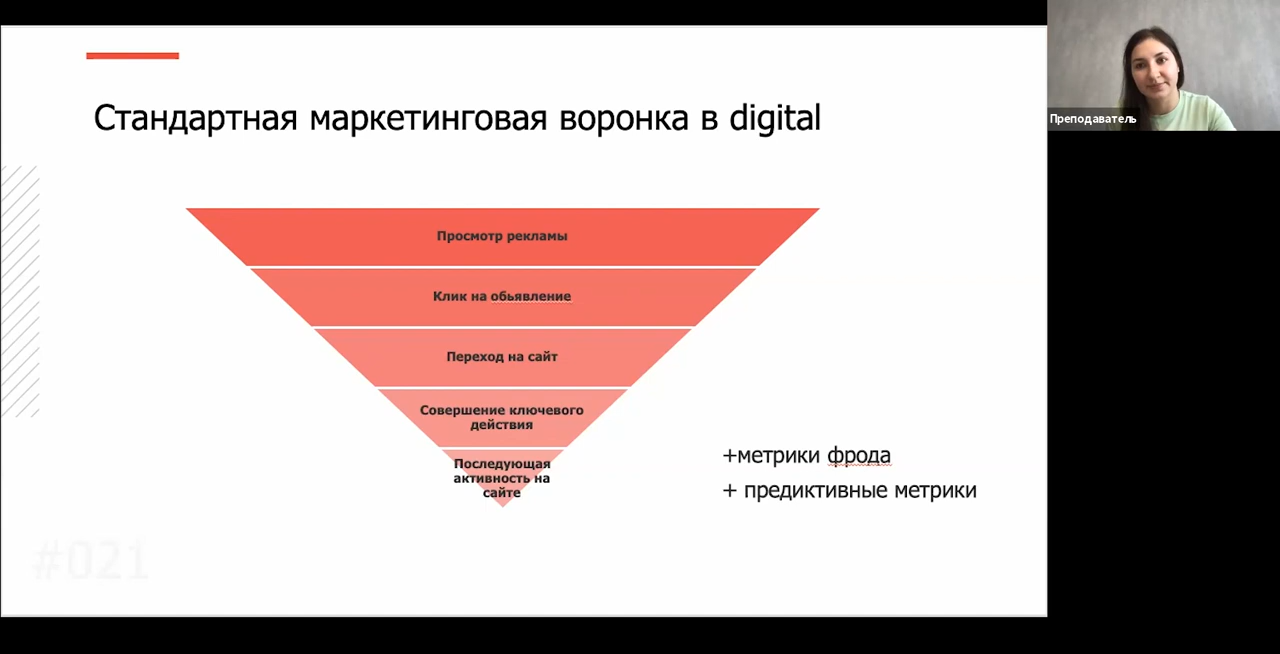 Стандартная маркетинговая воронка в digital
Просмотр рекламы
Клик на обьявление
Переход на сайт
Совершение ключевого
действия
Последующая
активность на
сайте
+метрики фрода
+ предиктивные метрики
#021
Преподаватель